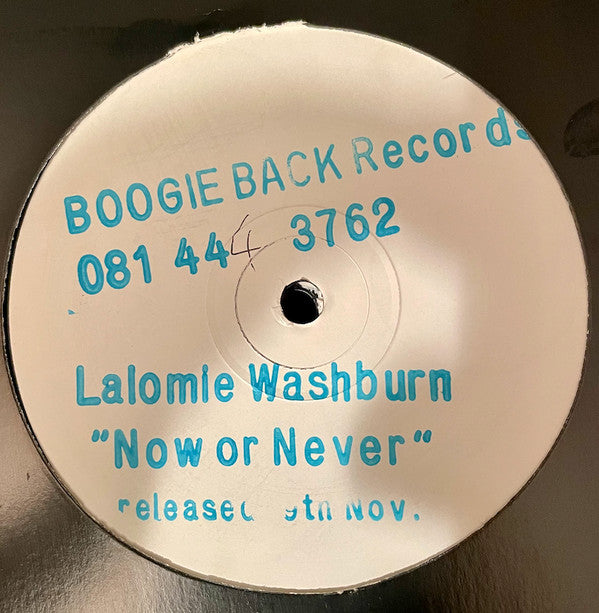 BOOGIE BACK Records
081 444 3762
Lalomie Washburn
"Now or Never"
released 9th Nov.